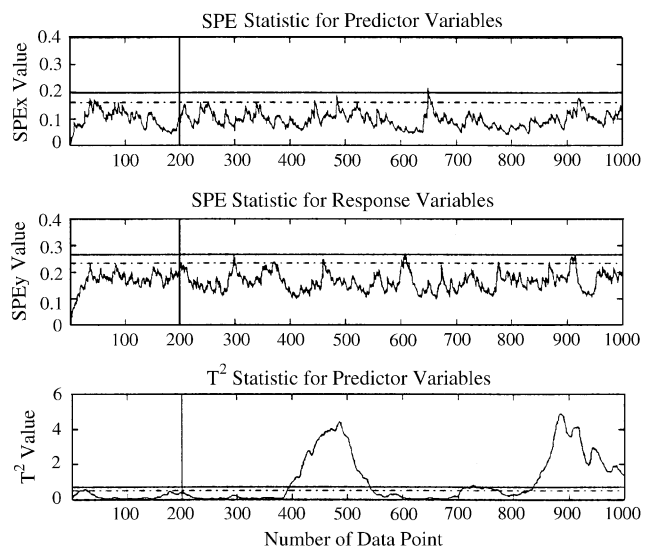 SPE Statistic for Predictor Variables
0.4
0.3
0.2
0.1
0
SPEx Value
100 200 300 400 500 600 700 800 900 1000
SPE Statistic for Response Variables
0.4
0.3
0.2
0.1
0
SPEy Value
100 200 300 400 500 600 700 800 900 1000
T² Statistic for Predictor Variables
6
4
2
0
T² Value
100 200 300 400 500 600 700 800 900 1000
Number of Data Point